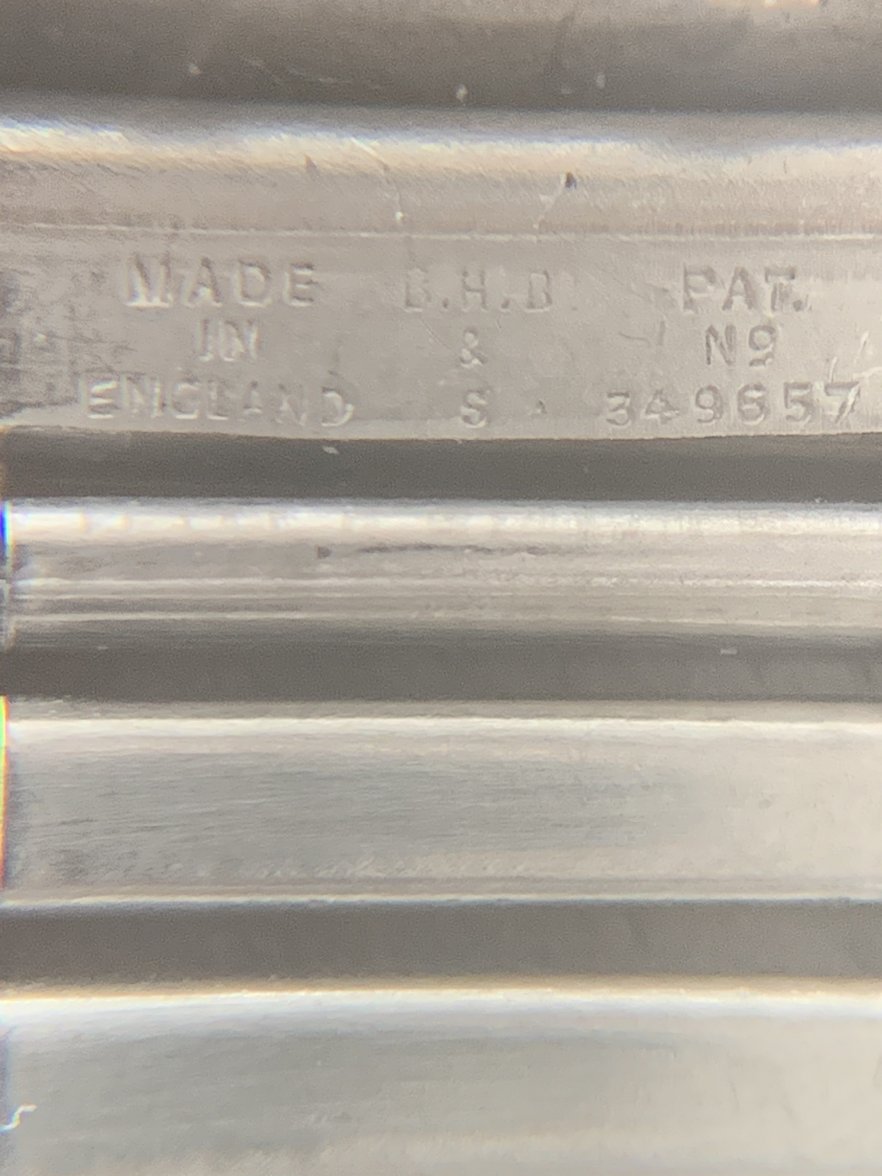 MADE B.H.B PAT.
IN & Nº
ENGLAND S. 349657